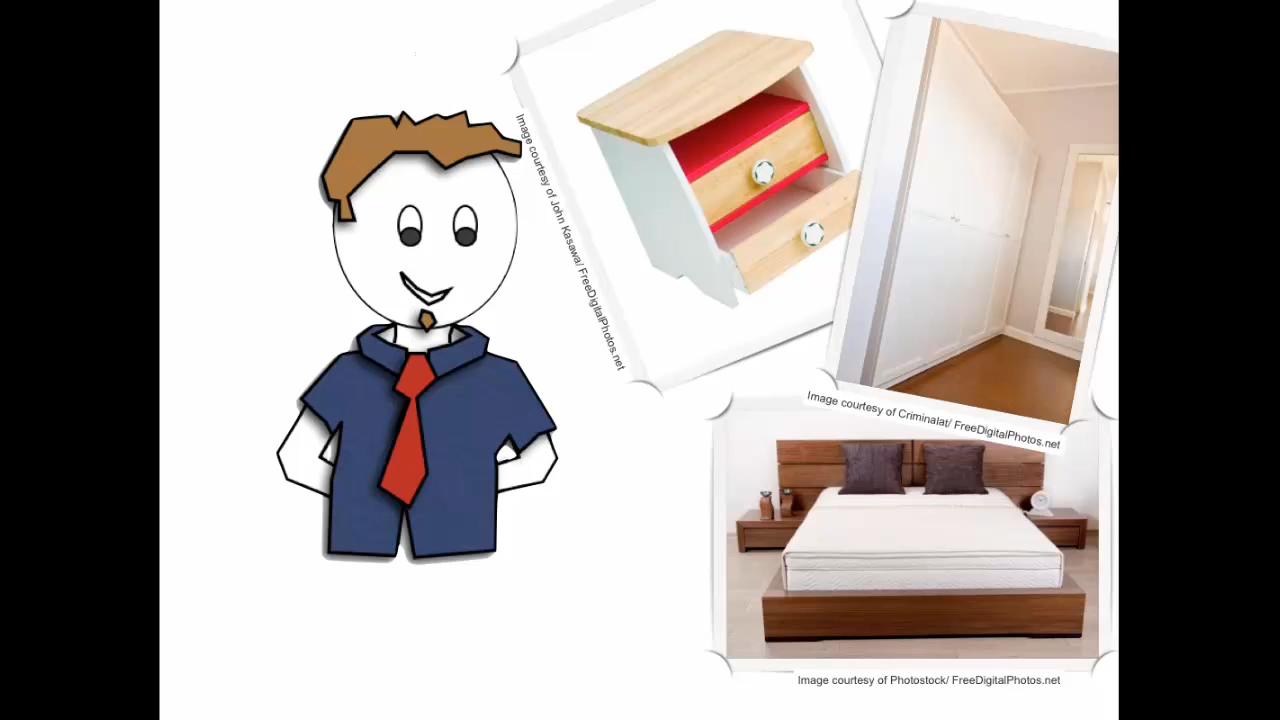 Image courtesy of John Kasawa/ FreeDigitalPhotos.net
Image courtesy of Criminalat/ FreeDigitalPhotos.net
Image courtesy of Photostock/ FreeDigitalPhotos.net